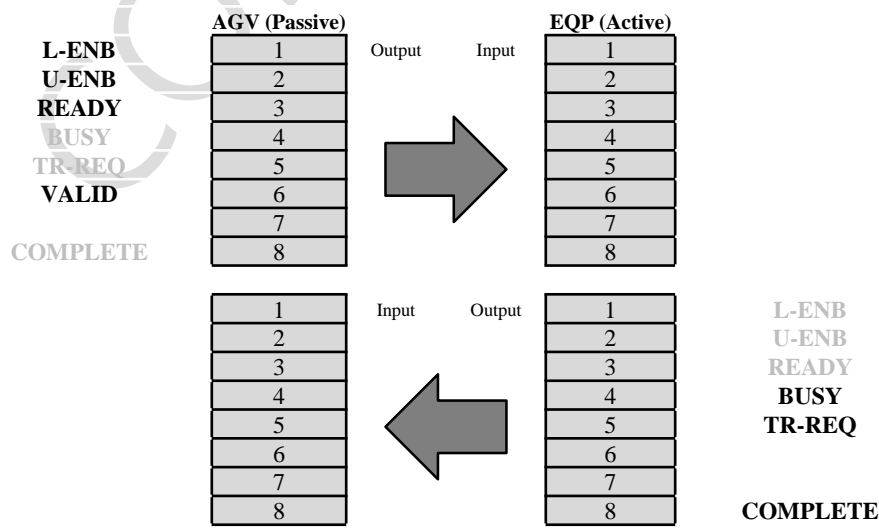 AGV (Passive) EQP (Active)
L-ENB 1 Output Input 1
U-ENB 2 2
READY 3 3
BUSY 4 4
TR-REQ 5 5
VALID 6 6
7 7
COMPLETE 8 8
1 Input Output 1 L-ENB
2 2 U-ENB
3 3 READY
4 4 BUSY
5 5 TR-REQ
6 6
7 7
8 8 COMPLETE